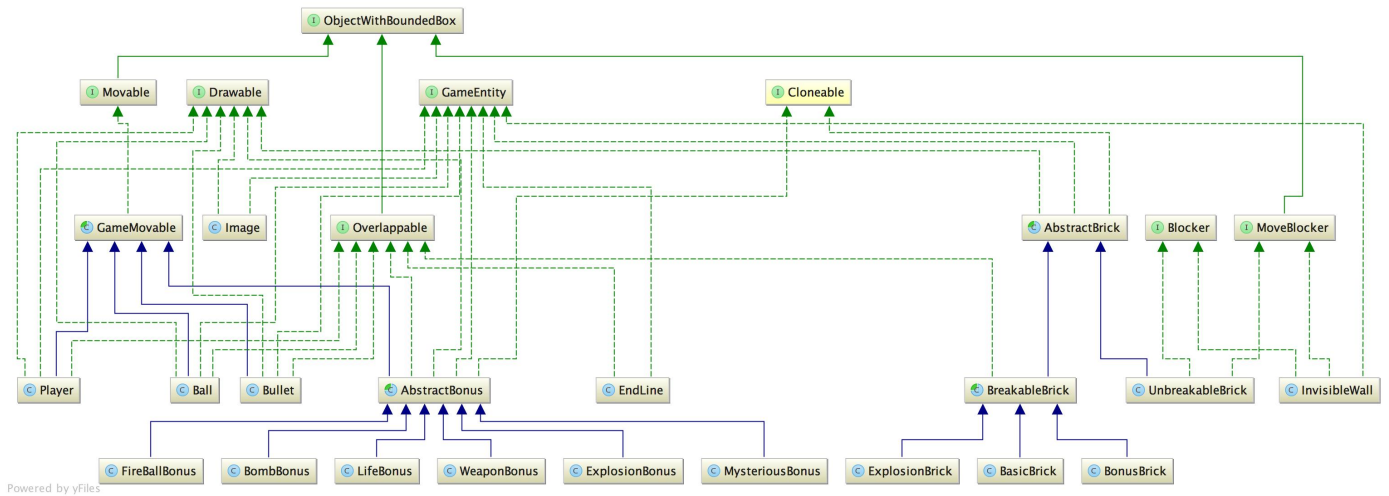 I ObjectWithBoundedBox
I Movable
I Drawable
I GameEntity
I Cloneable
C GameMovable
C Image
I Overlappable
C AbstractBrick
I Blocker
I MoveBlocker
C Player
C Ball
C Bullet
C AbstractBonus
C EndLine
C BreakableBrick
C UnbreakableBrick
C InvisibleWall
C FireBallBonus
C BombBonus
C LifeBonus
C WeaponBonus
C ExplosionBonus
C MysteriousBonus
C ExplosionBrick
C BasicBrick
C BonusBrick
Powered by yFiles